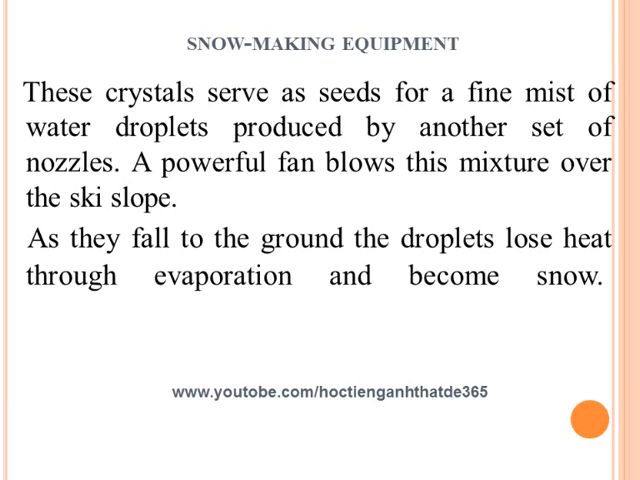 SNOW-MAKING EQUIPMENT
These crystals serve as seeds for a fine mist of
water droplets produced by another set of
nozzles. A powerful fan blows this mixture over
the ski slope.
As they fall to the ground the droplets lose heat
through evaporation and become snow.
www.youtobe.com/hoctienganhthatde365